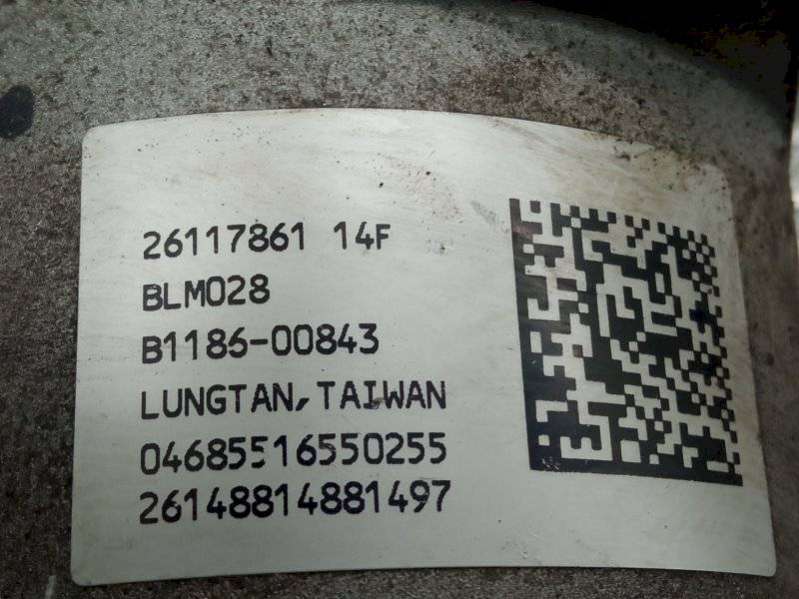 26117861 14F
BLM028
B1186-00843
LUNGTAN, TAIWAN
04685516550255
26148814881497